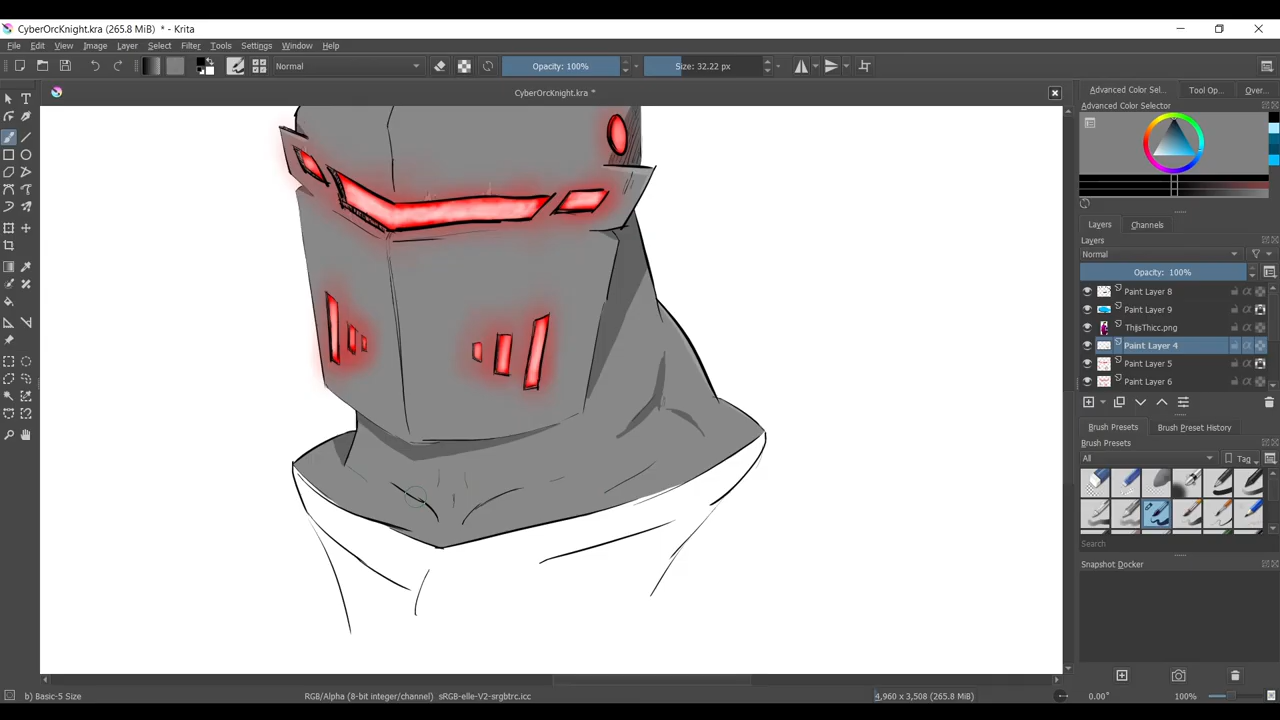 CyberOrcKnight.kra (265.8 MiB) * - Krita
File Edit View Image Layer Select Filter Tools Settings Window Help
Normal Opacity: 100% Size: 32.22 px
CyberOrcKnight.kra *
Advanced Color Sel... Tool Op... Over...
Advanced Color Selector
Layers Channels
Layers
Normal
Opacity: 100%
Paint Layer 8
Paint Layer 9
ThisThicc.png
Paint Layer 4
Paint Layer 5
Paint Layer 6
Brush Presets Brush Preset History
Brush Presets
All Tag
Search
Snapshot Docker
b) Basic-5 Size RGB/Alpha (8-bit integer/channel) sRGB-elle-V2-srgbtrc.icc 4,960 x 3,508 (265.8 MiB) 0.00° 100%